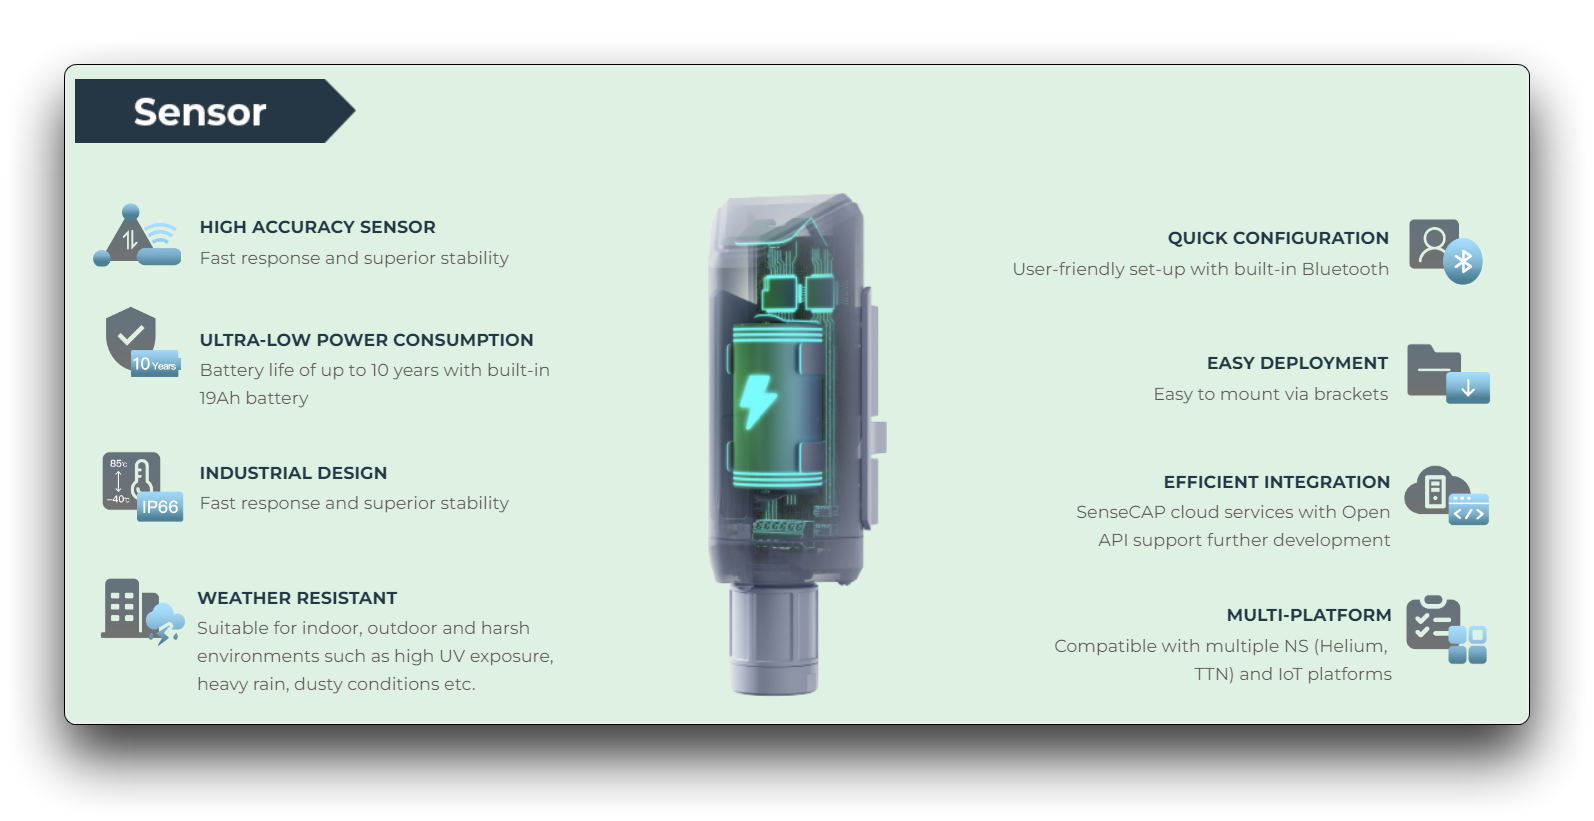 Sensor
HIGH ACCURACY SENSOR
Fast response and superior stability
10 Years
ULTRA-LOW POWER CONSUMPTION
Battery life of up to 10 years with built-in
19Ah battery
85℃
-40℃
IP66
INDUSTRIAL DESIGN
Fast response and superior stability
WEATHER RESISTANT
Suitable for indoor, outdoor and harsh
environments such as high UV exposure,
heavy rain, dusty conditions etc.
QUICK CONFIGURATION
User-friendly set-up with built-in Bluetooth
EASY DEPLOYMENT
Easy to mount via brackets
EFFICIENT INTEGRATION
SenseCAP cloud services with Open
API support further development
</>
MULTI-PLATFORM
Compatible with multiple NS (Helium,
TTN) and IoT platforms